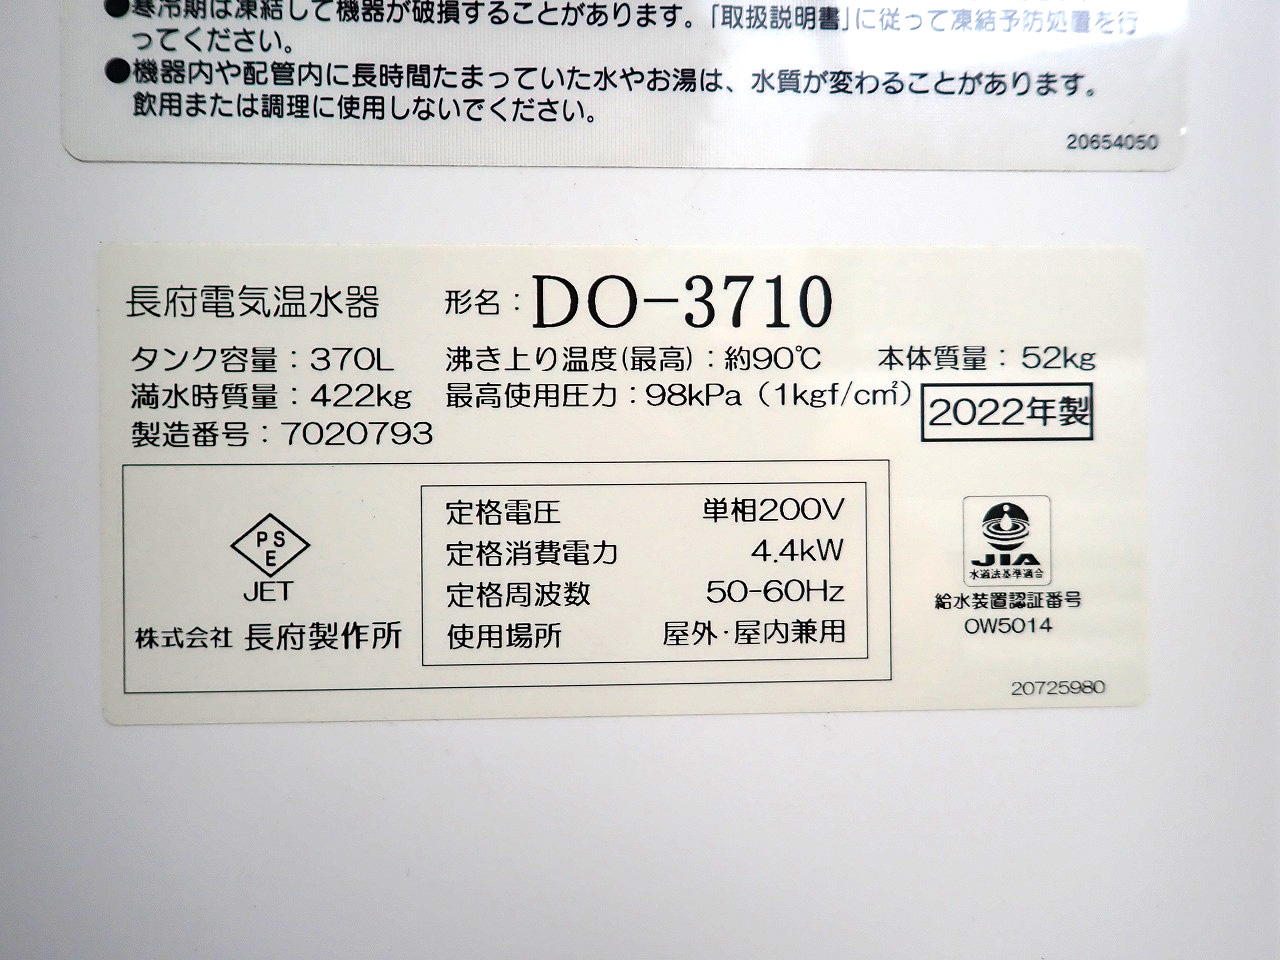 ●寒冷期は凍結して機器が破損することがあります。「取扱説明書」に従って凍結予防処置を行
ってください。
●機器内や配管内に長時間たまっていた水やお湯は、水質が変わることがあります。
飲用または調理に使用しないでください。
20654050
長府電気温水器 形名：DO-3710
タンク容量：370L 沸き上り温度(最高)：約90℃ 本体質量：52kg
満水時質量：422kg 最高使用圧力：98kPa（1kgf/cm²）
2022年製
製造番号：7020793
PS
E
JET
株式会社 長府製作所
定格電圧 単相200V
定格消費電力 4.4kW
定格周波数 50-60Hz
使用場所 屋外·屋内兼用
JIA
水道法基準適合
給水装置認証番号
OW5014
20725980